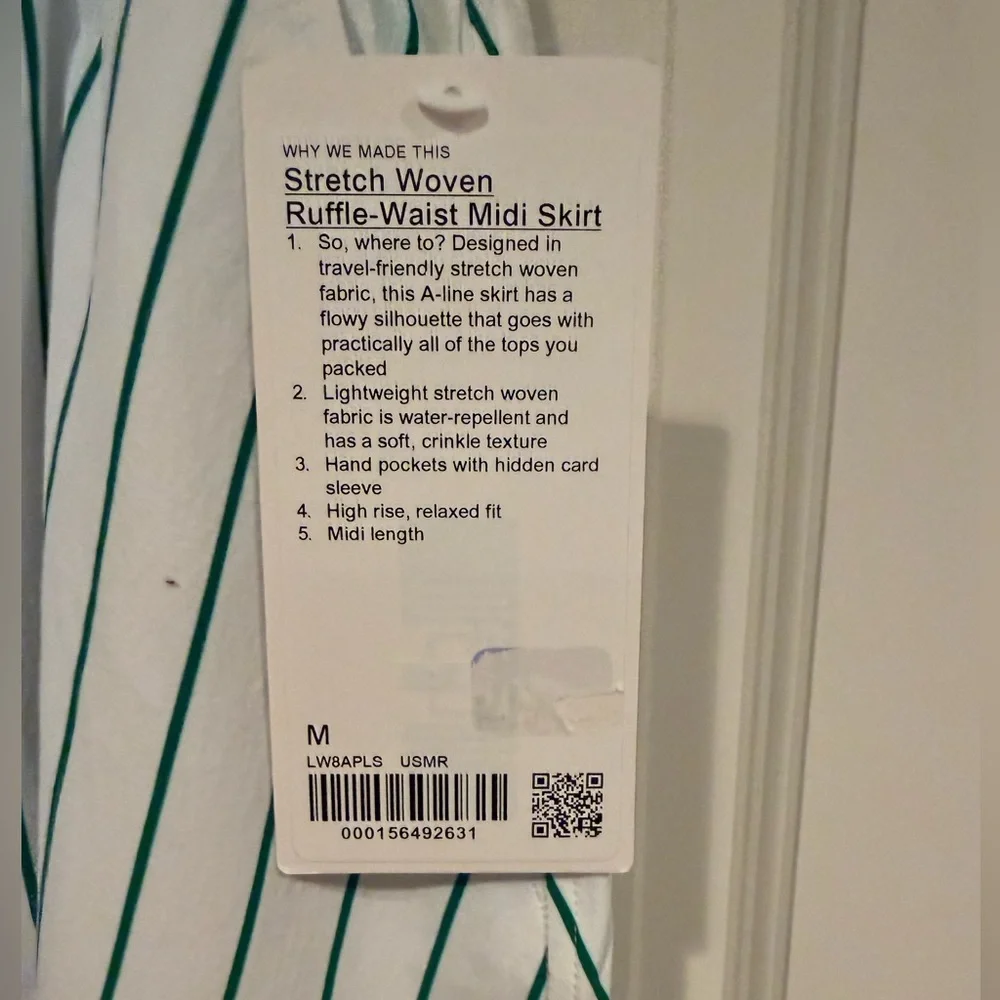 WHY WE MADE THIS
Stretch Woven
Ruffle-Waist Midi Skirt
1. So, where to? Designed in
travel-friendly stretch woven
fabric, this A-line skirt has a
flowy silhouette that goes with
practically all of the tops you
packed
2. Lightweight stretch woven
fabric is water-repellent and
has a soft, crinkle texture
3. Hand pockets with hidden card
sleeve
4. High rise, relaxed fit
5. Midi length
M
LW8APLS USMR
000156492631